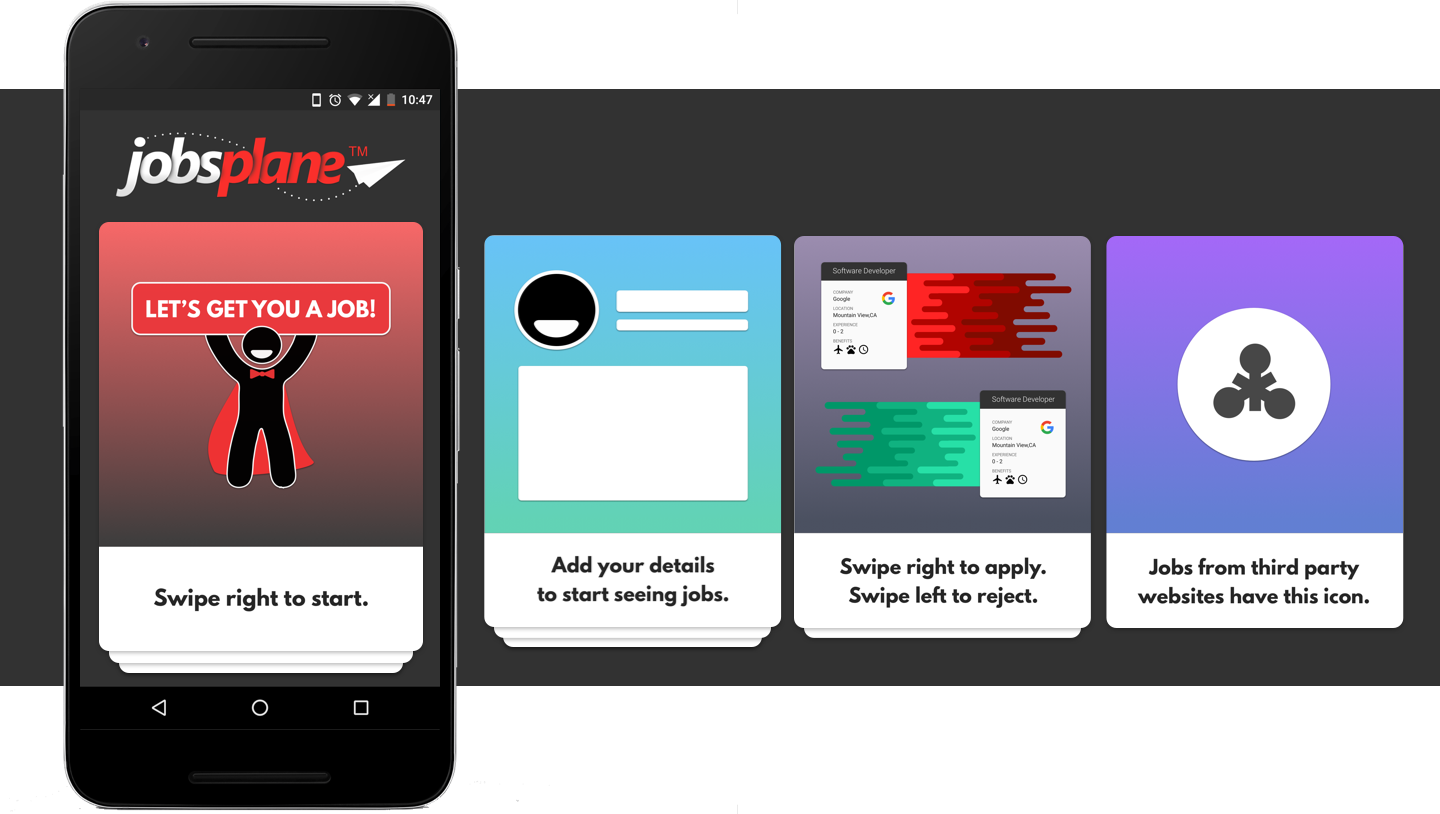 10:47
jobsplane™
LET'S GET YOU A JOB!
Swipe right to start.
Add your details
to start seeing jobs.
Software Developer
COMPANY
Google
LOCATION
Mountain View,CA
EXPERIENCE
0 - 2
BENEFITS
Software Developer
COMPANY
Google
LOCATION
Mountain View,CA
EXPERIENCE
0 - 2
BENEFITS
Swipe right to apply.
Swipe left to reject.
Jobs from third party
websites have this icon.